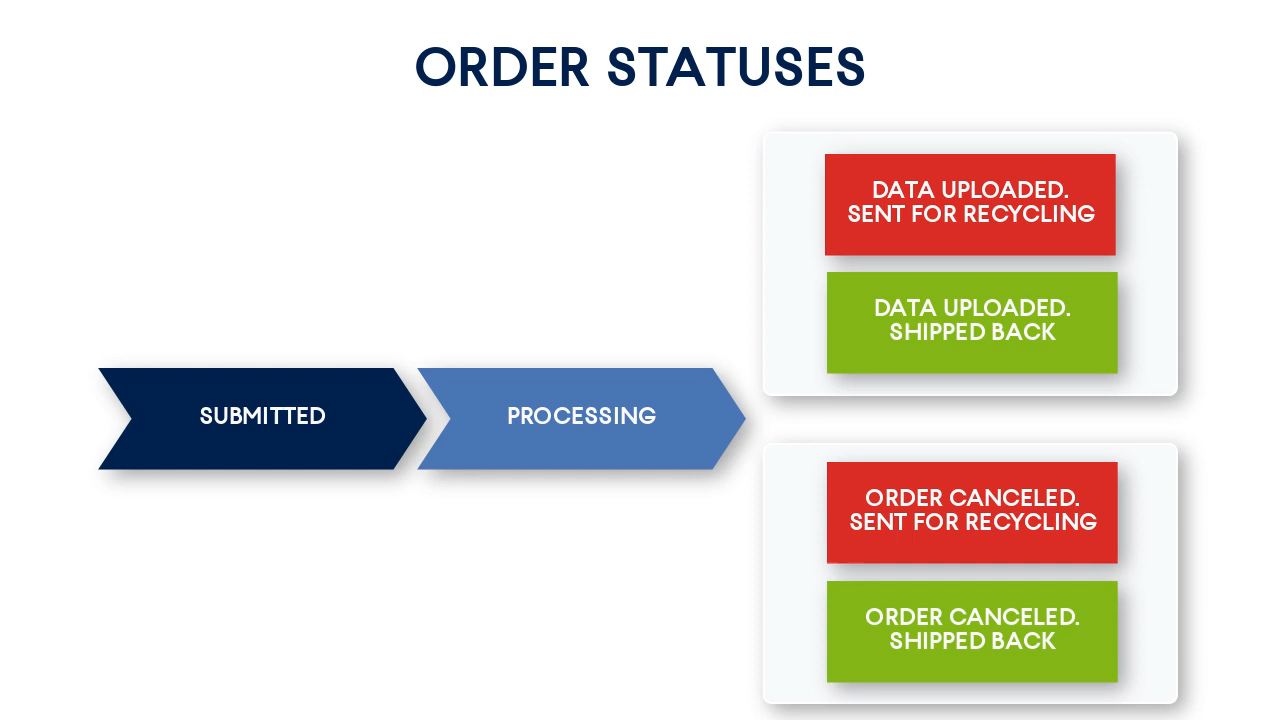 ORDER STATUSES
DATA UPLOADED.
SENT FOR RECYCLING
DATA UPLOADED.
SHIPPED BACK
SUBMITTED
PROCESSING
ORDER CANCELED.
SENT FOR RECYCLING
ORDER CANCELED.
SHIPPED BACK